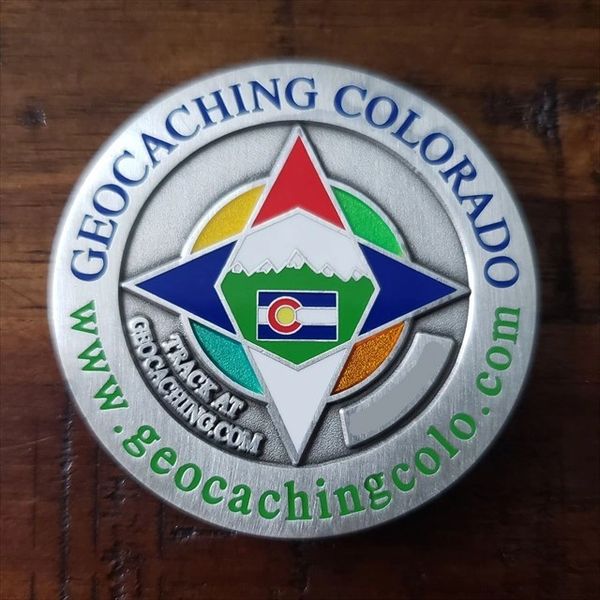 GEOCACHING COLORADO
TRACK AT
GEOCACHING.COM
www.geocachingcolo.com